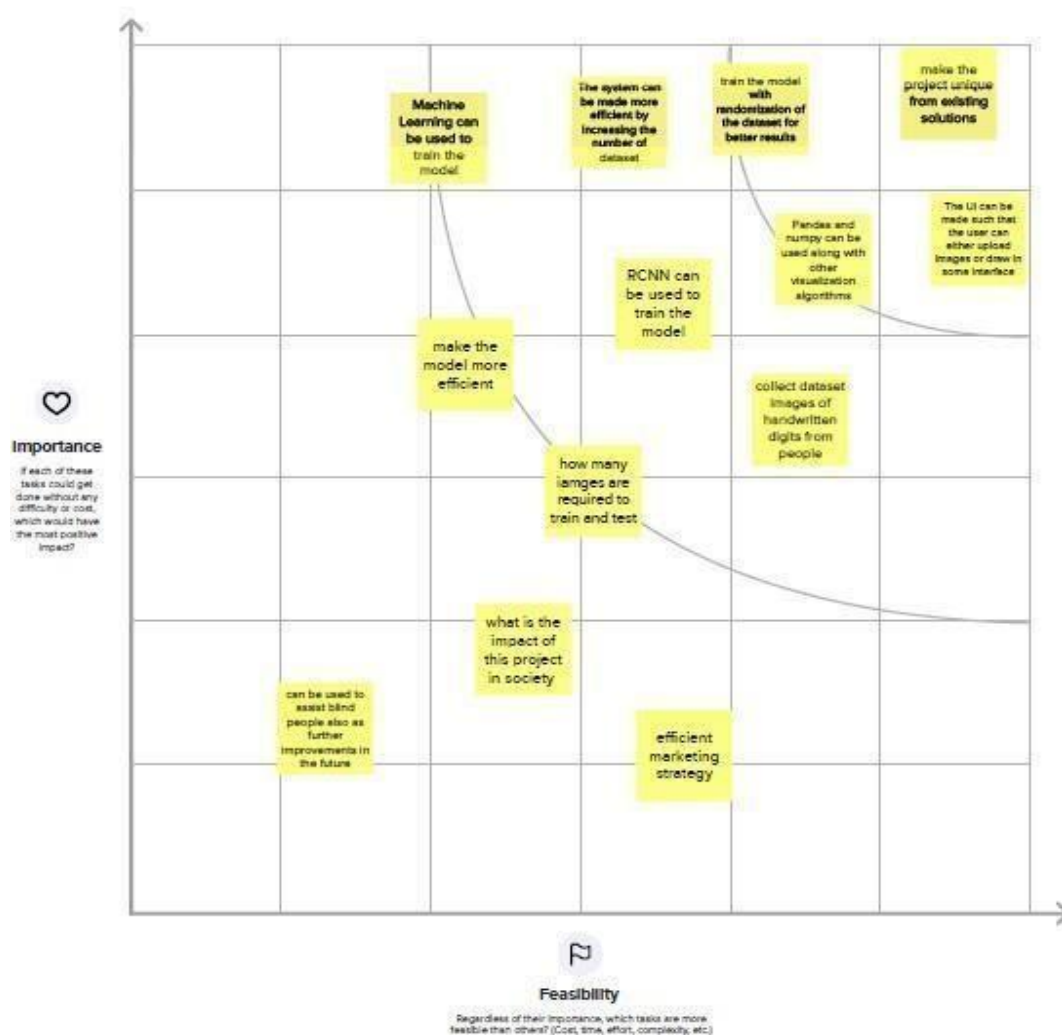 Machine
Learning can
be used to
train the
model
The system can
be made more
efficient by
increasing the
number of
dataset
train the model
with
randomization of
the dataset for
better results
make the
project unique
from existing
solutions
Pandas and
numpy can be
used along with
other
visualization
algorithms
The UI can be
made such that
the user can
either upload
images or draw in
some interface
RCNN can
be used to
train the
model
make the
model more
efficient
collect dataset
images of
handwritten
digits from
people
how many
iamges are
required to
train and test
what is the
impact of
this project
in society
can be used to
assist blind
people also as
further
improvements in
the future
efficient
marketing
strategy
Importance
If each of these
tasks could get
done without any
difficulty or cost,
which would have
the most positive
impact?
Feasibility
Regardless of their importance, which tasks are more
feasible than others? (Cost, time, effort, complexity, etc.)